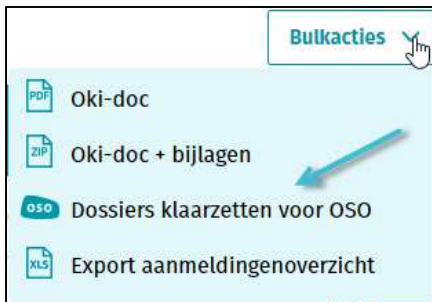 Bulkacties
PDF Oki-doc
ZIP Oki-doc + bijlagen
oso Dossiers klaarzetten voor OSO
XLS Export aanmeldingenoverzicht